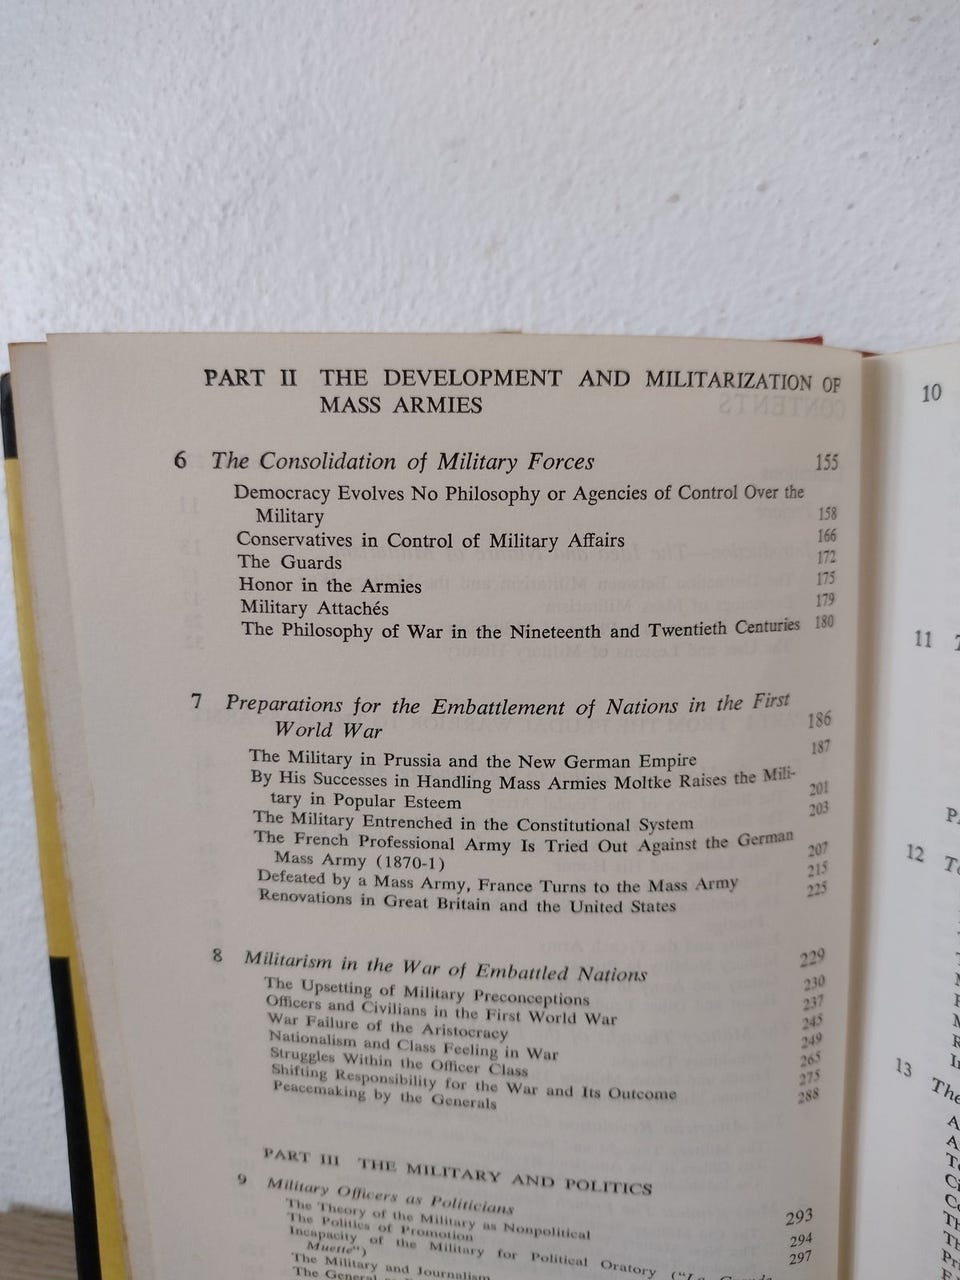 PART II THE DEVELOPMENT AND MILITARIZATION OF
MASS ARMIES
6 The Consolidation of Military Forces 155
Democracy Evolves No Philosophy or Agencies of Control Over the
Military 158
Conservatives in Control of Military Affairs 166
The Guards 172
Honor in the Armies 175
Military Attachés 179
The Philosophy of War in the Nineteenth and Twentieth Centuries 180
7 Preparations for the Embattlement of Nations in the First
World War 186
The Military in Prussia and the New German Empire 187
By His Successes in Handling Mass Armies Moltke Raises the Mili-
tary in Popular Esteem 201
The Military Entrenched in the Constitutional System 203
The French Professional Army Is Tried Out Against the German
Mass Army (1870-1) 207
Defeated by a Mass Army, France Turns to the Mass Army 215
Renovations in Great Britain and the United States 225
8 Militarism in the War of Embattled Nations 229
The Upsetting of Military Preconceptions 230
Officers and Civilians in the First World War 237
War Failure of the Aristocracy 245
Nationalism and Class Feeling in War 249
Struggles Within the Officer Class 265
Shifting Responsibility for the War and Its Outcome 275
Peacemaking by the Generals 288
PART III THE MILITARY AND POLITICS
9 Military Officers as Politicians 293
The Theory of the Military as Nonpolitical 294
The Politics of Promotion 297
Incapacity of the Military for Political Oratory ("La Grande
Muette")
The Military and Journalism
The General
10
11
12
13 The